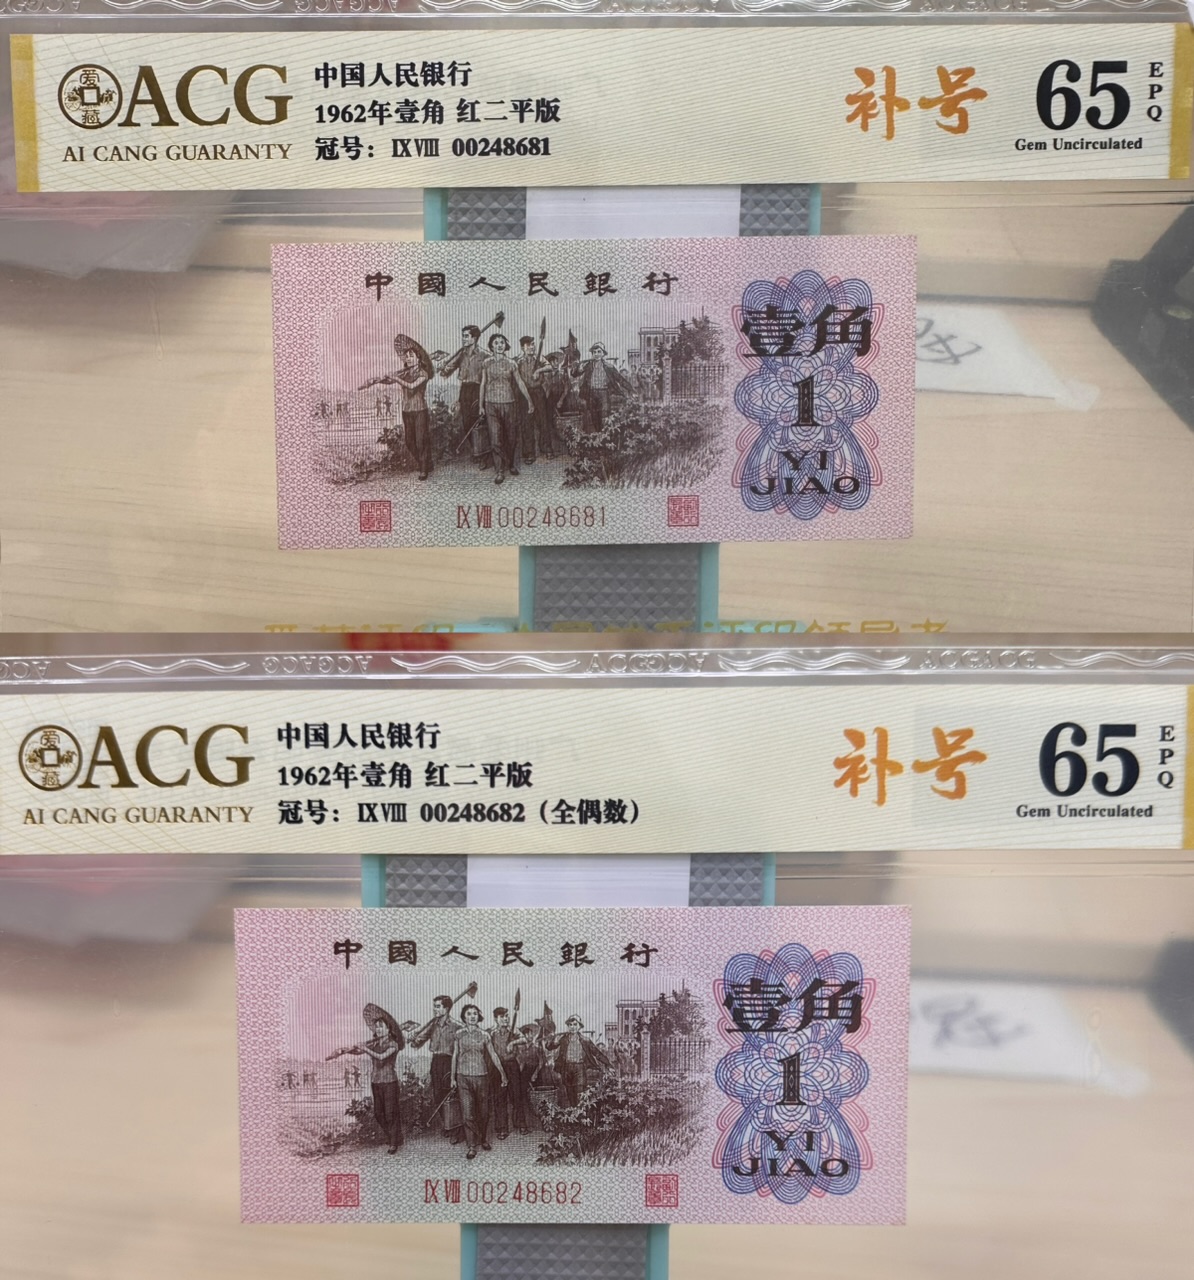 ACG
AI CANG GUARANTY
中国人民银行
1962年壹角 红二平版
冠号：ⅨⅧ 00248681
补号
65
EPQ
Gem Uncirculated
中國人民銀行
壹角
1
YI
JIAO
ⅨⅧ 00248681
ACG
AI CANG GUARANTY
中国人民银行
1962年壹角 红二平版
冠号：ⅨⅧ 00248682（全偶数）
补号
65
EPQ
Gem Uncirculated
中國人民銀行
壹角
1
YI
JIAO
ⅨⅧ 00248682